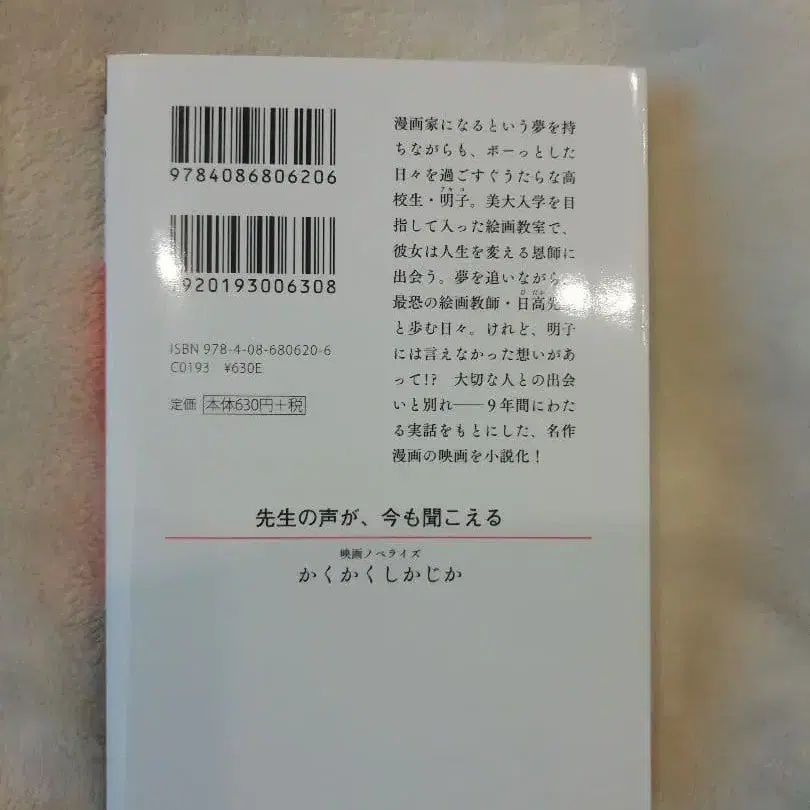 9784086806206
920193006308
ISBN 978-4-08-680620-6
C0193 ¥630E
定価 本体630円+税
漫画家になるという夢を持
ちながらも、ボーっとした
日々を過ごすぐうたらな高
校生・明子。美大入学を目
アキコ
指して入った絵画教室で、
彼女は人生を変える恩師に
出会う。夢を追いながら
最恐の絵画教師・日高先
ひだか
と歩む日々。けれど、明子
には言えなかった想いがあ
って!? 大切な人との出会
いと別れ──9年間にわた
る実話をもとにした、名作
漫画の映画を小説化!
先生の声が、今も聞こえる
映画ノベライズ
かくかくしかじか